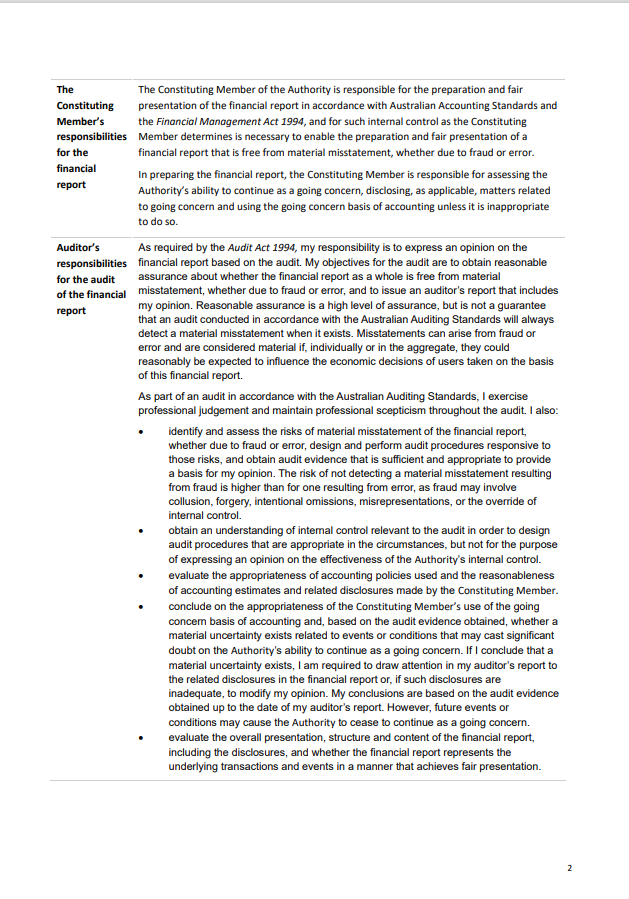 The
Constituting
Member's
responsibilities
for the
financial
report
The Constituting Member of the Authority is responsible for the preparation and fair
presentation of the financial report in accordance with Australian Accounting Standards and
the Financial Management Act 1994, and for such internal control as the Constituting
Member determines is necessary to enable the preparation and fair presentation of a
financial report that is free from material misstatement, whether due to fraud or error.
In preparing the financial report, the Constituting Member is responsible for assessing the
Authority's ability to continue as a going concern, disclosing, as applicable, matters related
to going concern and using the going concern basis of accounting unless it is inappropriate
to do so.
Auditor's
responsibilities
for the audit
of the financial
report
As required by the Audit Act 1994, my responsibility is to express an opinion on the
financial report based on the audit. My objectives for the audit are to obtain reasonable
assurance about whether the financial report as a whole is free from material
misstatement, whether due to fraud or error, and to issue an auditor's report that includes
my opinion. Reasonable assurance is a high level of assurance, but is not a guarantee
that an audit conducted in accordance with the Australian Auditing Standards will always
detect a material misstatement when it exists. Misstatements can arise from fraud or
error and are considered material if, individually or in the aggregate, they could
reasonably be expected to influence the economic decisions of users taken on the basis
of this financial report.
As part of an audit in accordance with the Australian Auditing Standards, I exercise
professional judgement and maintain professional scepticism throughout the audit. I also:
• identify and assess the risks of material misstatement of the financial report,
whether due to fraud or error, design and perform audit procedures responsive to
those risks, and obtain audit evidence that is sufficient and appropriate to provide
a basis for my opinion. The risk of not detecting a material misstatement resulting
from fraud is higher than for one resulting from error, as fraud may involve
collusion, forgery, intentional omissions, misrepresentations, or the override of
internal control.
• obtain an understanding of internal control relevant to the audit in order to design
audit procedures that are appropriate in the circumstances, but not for the purpose
of expressing an opinion on the effectiveness of the Authority's internal control.
• evaluate the appropriateness of accounting policies used and the reasonableness
of accounting estimates and related disclosures made by the Constituting Member.
• conclude on the appropriateness of the Constituting Member's use of the going
concern basis of accounting and, based on the audit evidence obtained, whether a
material uncertainty exists related to events or conditions that may cast significant
doubt on the Authority's ability to continue as a going concern. If I conclude that a
material uncertainty exists, I am required to draw attention in my auditor's report to
the related disclosures in the financial report or, if such disclosures are
inadequate, to modify my opinion. My conclusions are based on the audit evidence
obtained up to the date of my auditor's report. However, future events or
conditions may cause the Authority to cease to continue as a going concern.
• evaluate the overall presentation, structure and content of the financial report,
including the disclosures, and whether the financial report represents the
underlying transactions and events in a manner that achieves fair presentation.
2